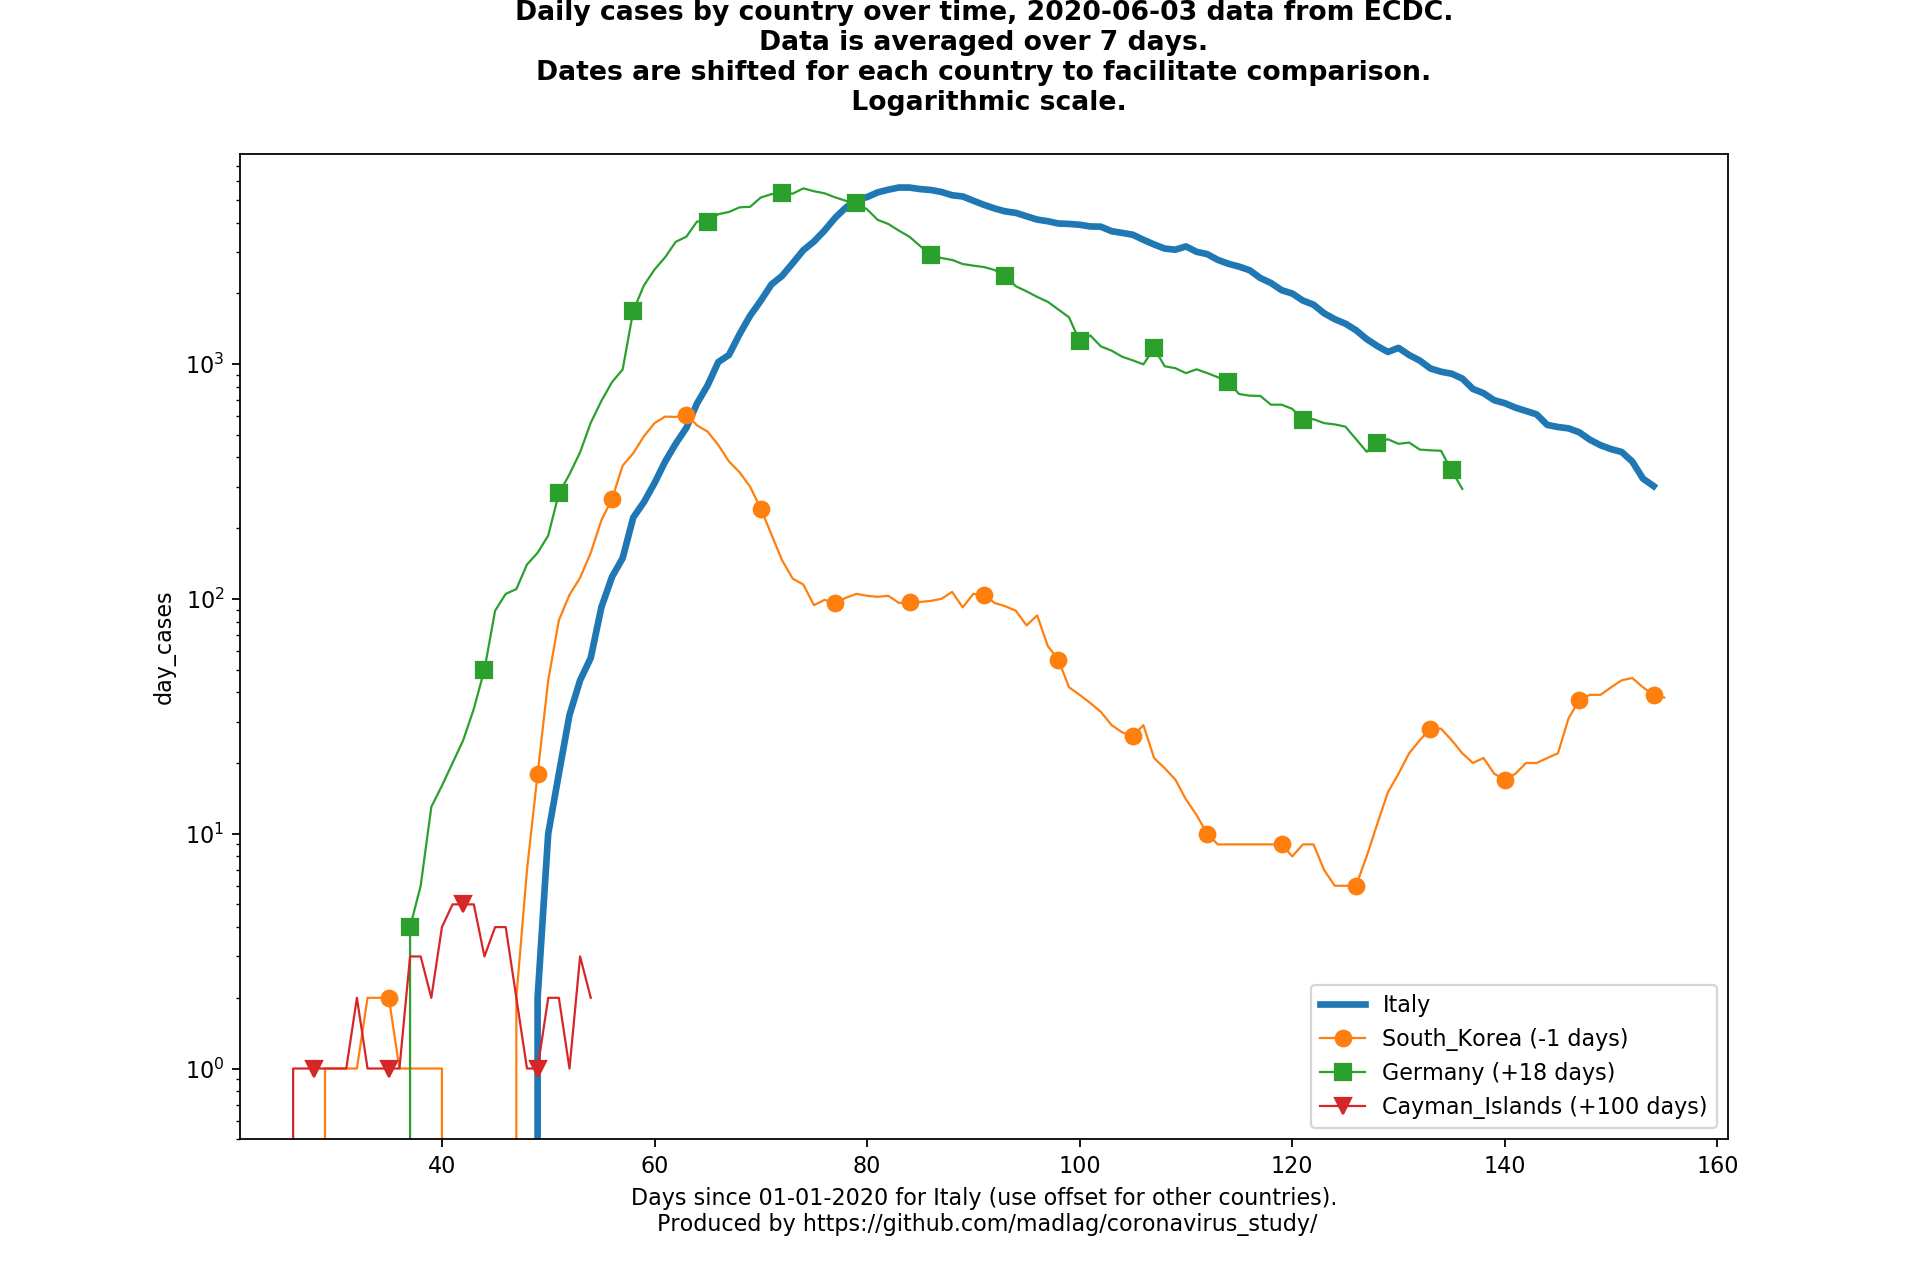 Daily cases by country over time, 2020-06-03 data from ECDC.
Data is averaged over 7 days.
Dates are shifted for each country to facilitate comparison.
Logarithmic scale.
day_cases
10³
10²
10¹
10⁰
Italy
South_Korea (-1 days)
Germany (+18 days)
Cayman_Islands (+100 days)
40 60 80 100 120 140 160
Days since 01-01-2020 for Italy (use offset for other countries).
Produced by https://github.com/madlag/coronavirus_study/